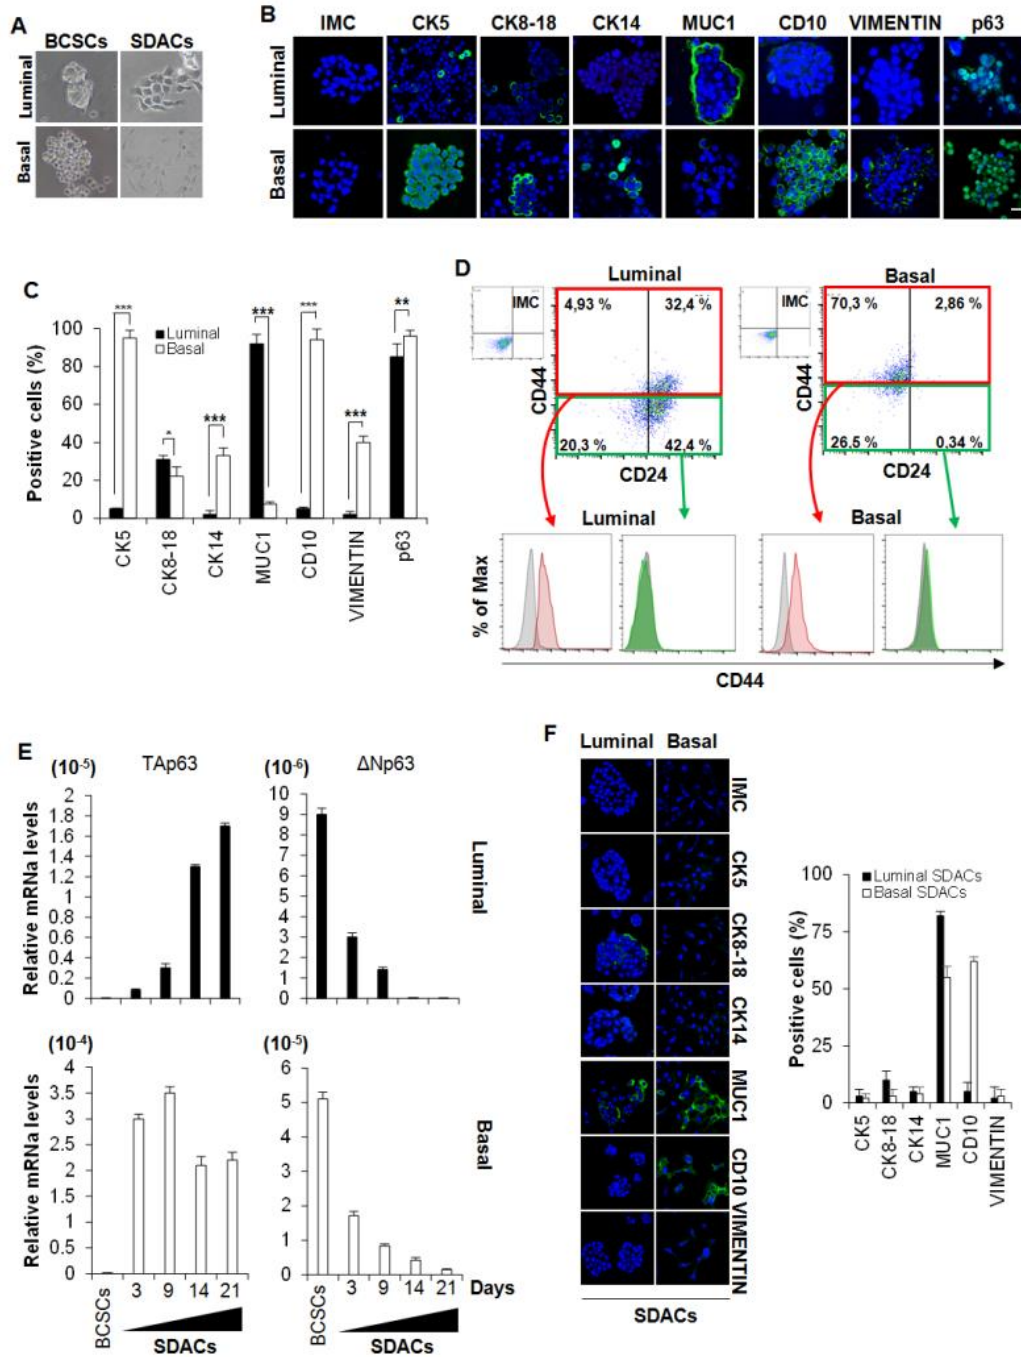 A
BCSCs SDACs
Luminal
Basal
B
IMC CK5 CK8-18 CK14 MUC1 CD10 VIMENTIN p63
Luminal
Basal
C
Positive cells (%)
100
80
60
40
20
0
Luminal
Basal
*** * *** *** *** *** **
CK5
CK8-18
CK14
MUC1
CD10
VIMENTIN
p63
D
Luminal
IMC
4,93 % 32,4 %
20,3 % 42,4 %
CD44
CD24
Basal
IMC
70,3 % 2,86 %
26,5 % 0,34 %
CD44
CD24
Luminal
Basal
% of Max
CD44
E
(10-5) TAp63
(10-6) ΔNp63
Relative mRNa levels
2
1.8
1.6
1.4
1.2
1
0.8
0.6
0.4
0.2
0
10
9
8
7
6
5
4
3
2
1
0
Luminal
(10-4)
(10-5)
Relative mRNa levels
4
3.5
3
2.5
2
1.5
1
0.5
0
6
5
4
3
2
1
0
Basal
BCSCs 3 9 14 21
BCSCs 3 9 14 21 Days
SDACs
SDACs
F
Luminal Basal
IMC
CK5
CK8-18
CK14
MUC1
CD10
VIMENTIN
SDACs
Positive cells (%)
100
75
50
25
0
Luminal SDACs
Basal SDACs
CK5
CK8-18
CK14
MUC1
CD10
VIMENTIN